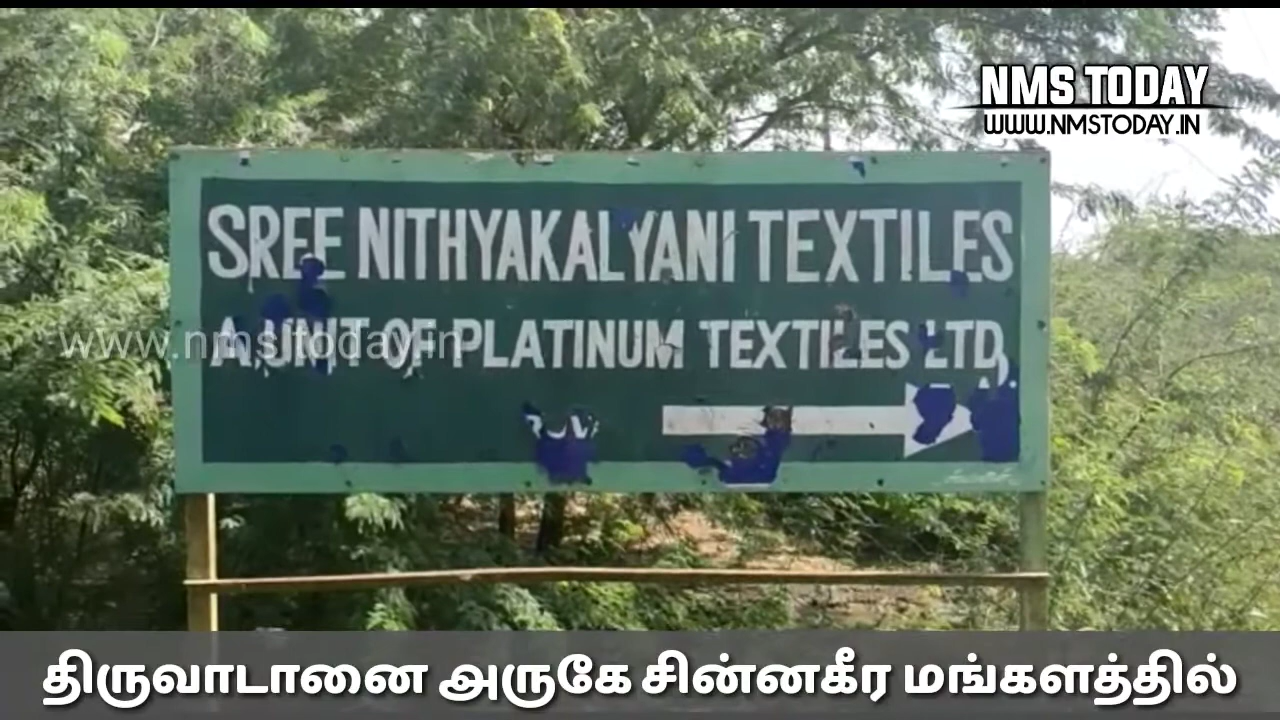 NMS TODAY
WWW.NMSTODAY.IN
SREE NITHYAKALYANI TEXTILES
A UNIT OF PLATINUM TEXTILES LTD,
www.nmstoday.in
திருவாடானை அருகே சின்னகீர மங்களத்தில்